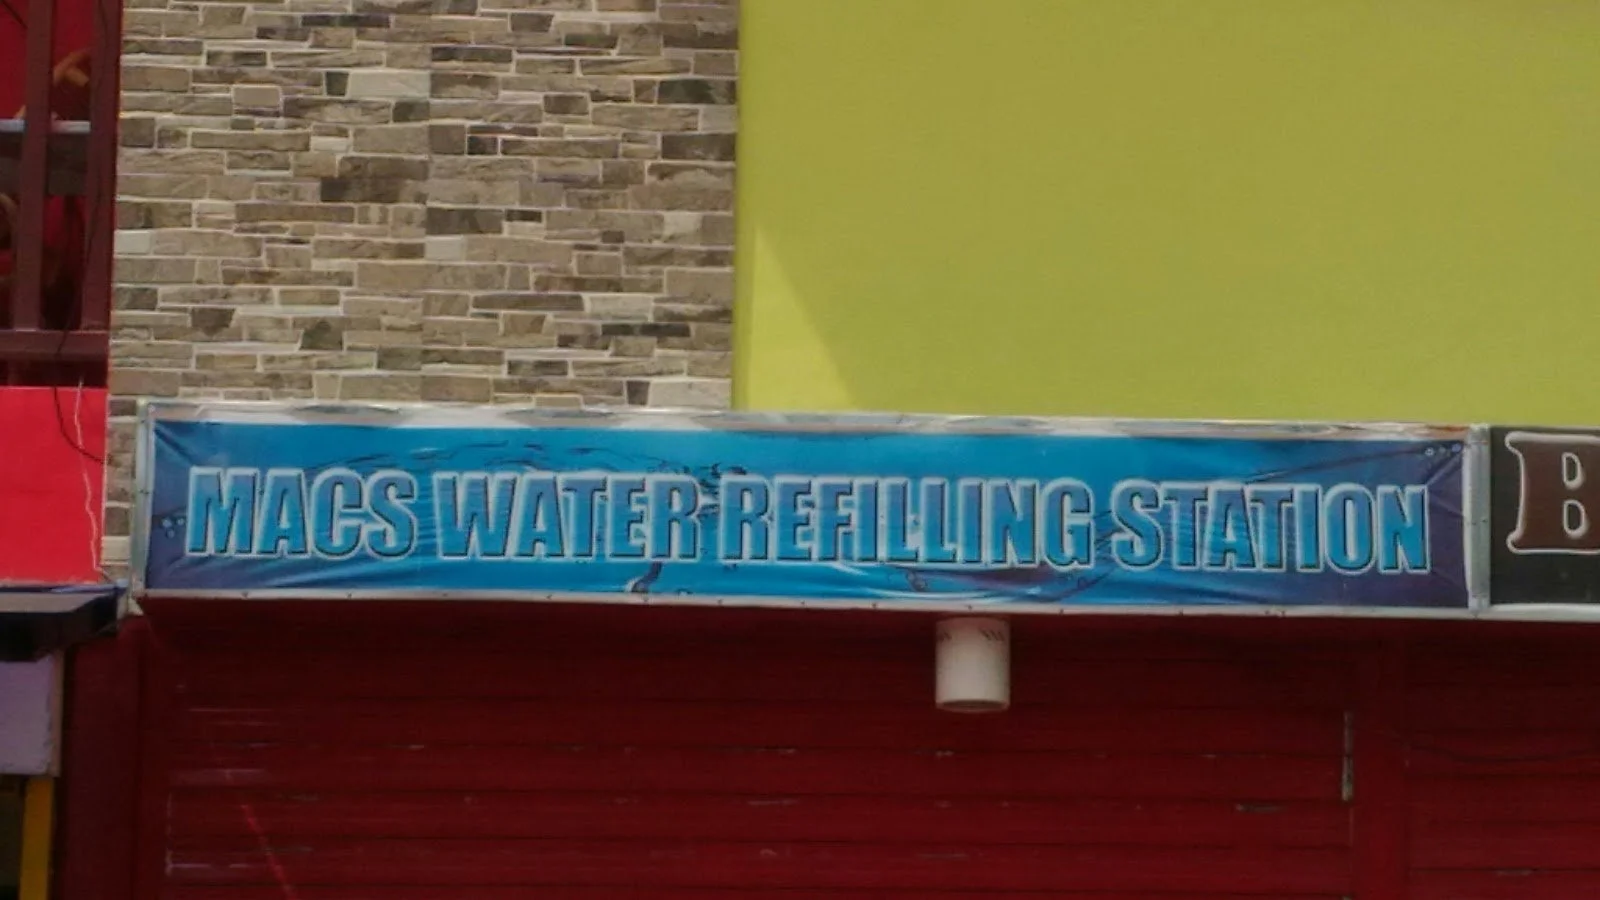 MACS WATER REFILLING STATION
B